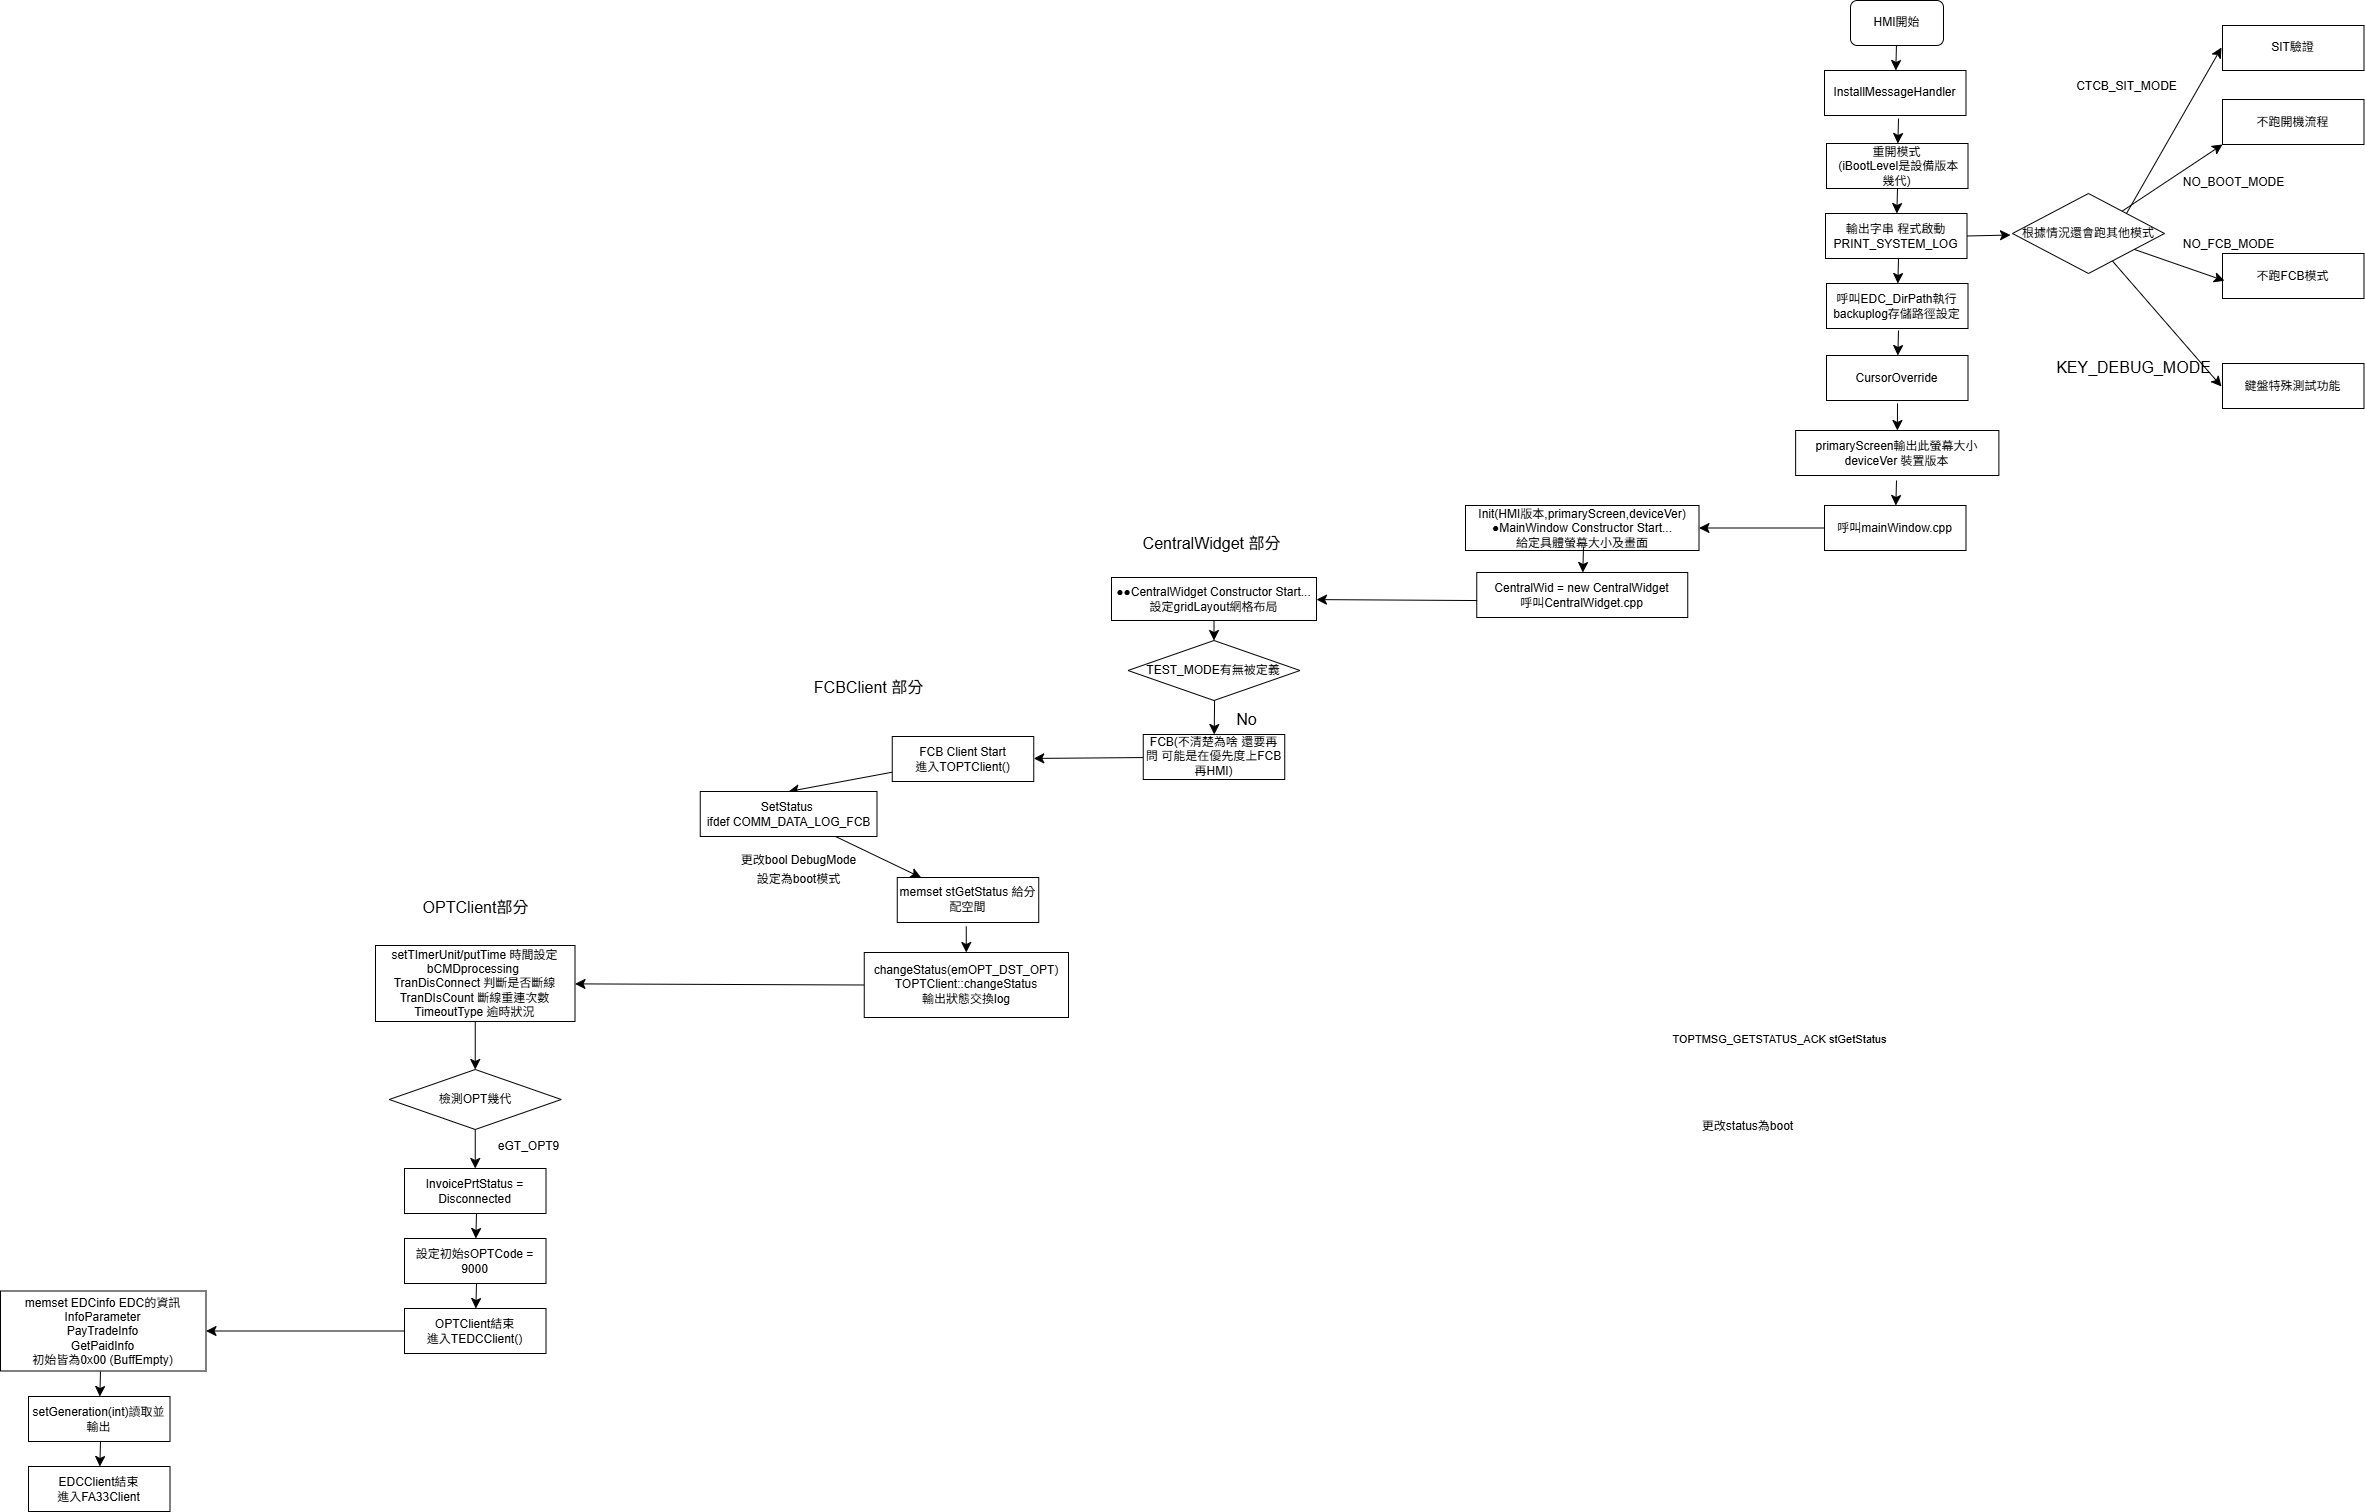 HMI開始
InstallMessageHandler
重開模式
(iBootLevel是設備版本
幾代)
輸出字串 程式啟動
PRINT_SYSTEM_LOG
根據情況還會跑其他模式
CTCB_SIT_MODE
SIT驗證
NO_BOOT_MODE
不跑開機流程
NO_FCB_MODE
不跑FCB模式
KEY_DEBUG_MODE
鍵盤特殊測試功能
呼叫EDC_DirPath執行
backuplog存儲路徑設定
CursorOverride
primaryScreen輸出此螢幕大小
deviceVer 裝置版本
呼叫mainWindow.cpp
Init(HMI版本,primaryScreen,deviceVer)
●MainWindow Constructor Start...
給定具體螢幕大小及畫面
CentralWid = new CentralWidget
呼叫CentralWidget.cpp
CentralWidget 部分
●●CentralWidget Constructor Start...
設定gridLayout網格布局
TEST_MODE有無被定義
No
FCB(不清楚為啥 還要再
問 可能是在優先度上FCB
再HMI)
FCBClient 部分
FCB Client Start
進入TOPTClient()
SetStatus
ifdef COMM_DATA_LOG_FCB
更改bool DebugMode
設定為boot模式
memset stGetStatus 給分
配空間
changeStatus(emOPT_DST_OPT)
TOPTClient::changeStatus
輸出狀態交換log
OPTClient部分
setTImerUnit/putTime 時間設定
bCMDprocessing
TranDisConnect 判斷是否斷線
TranDIsCount 斷線重連次數
TimeoutType 逾時狀況
檢測OPT幾代
eGT_OPT9
InvoicePrtStatus =
Disconnected
設定初始sOPTCode =
9000
OPTClient結束
進入TEDCClient()
memset EDCinfo EDC的資訊
InfoParameter
PayTradeInfo
GetPaidInfo
初始皆為0x00 (BuffEmpty)
setGeneration(int)讀取並
輸出
EDCClient結束
進入FA33Client
TOPTMSG_GETSTATUS_ACK stGetStatus
更改status為boot